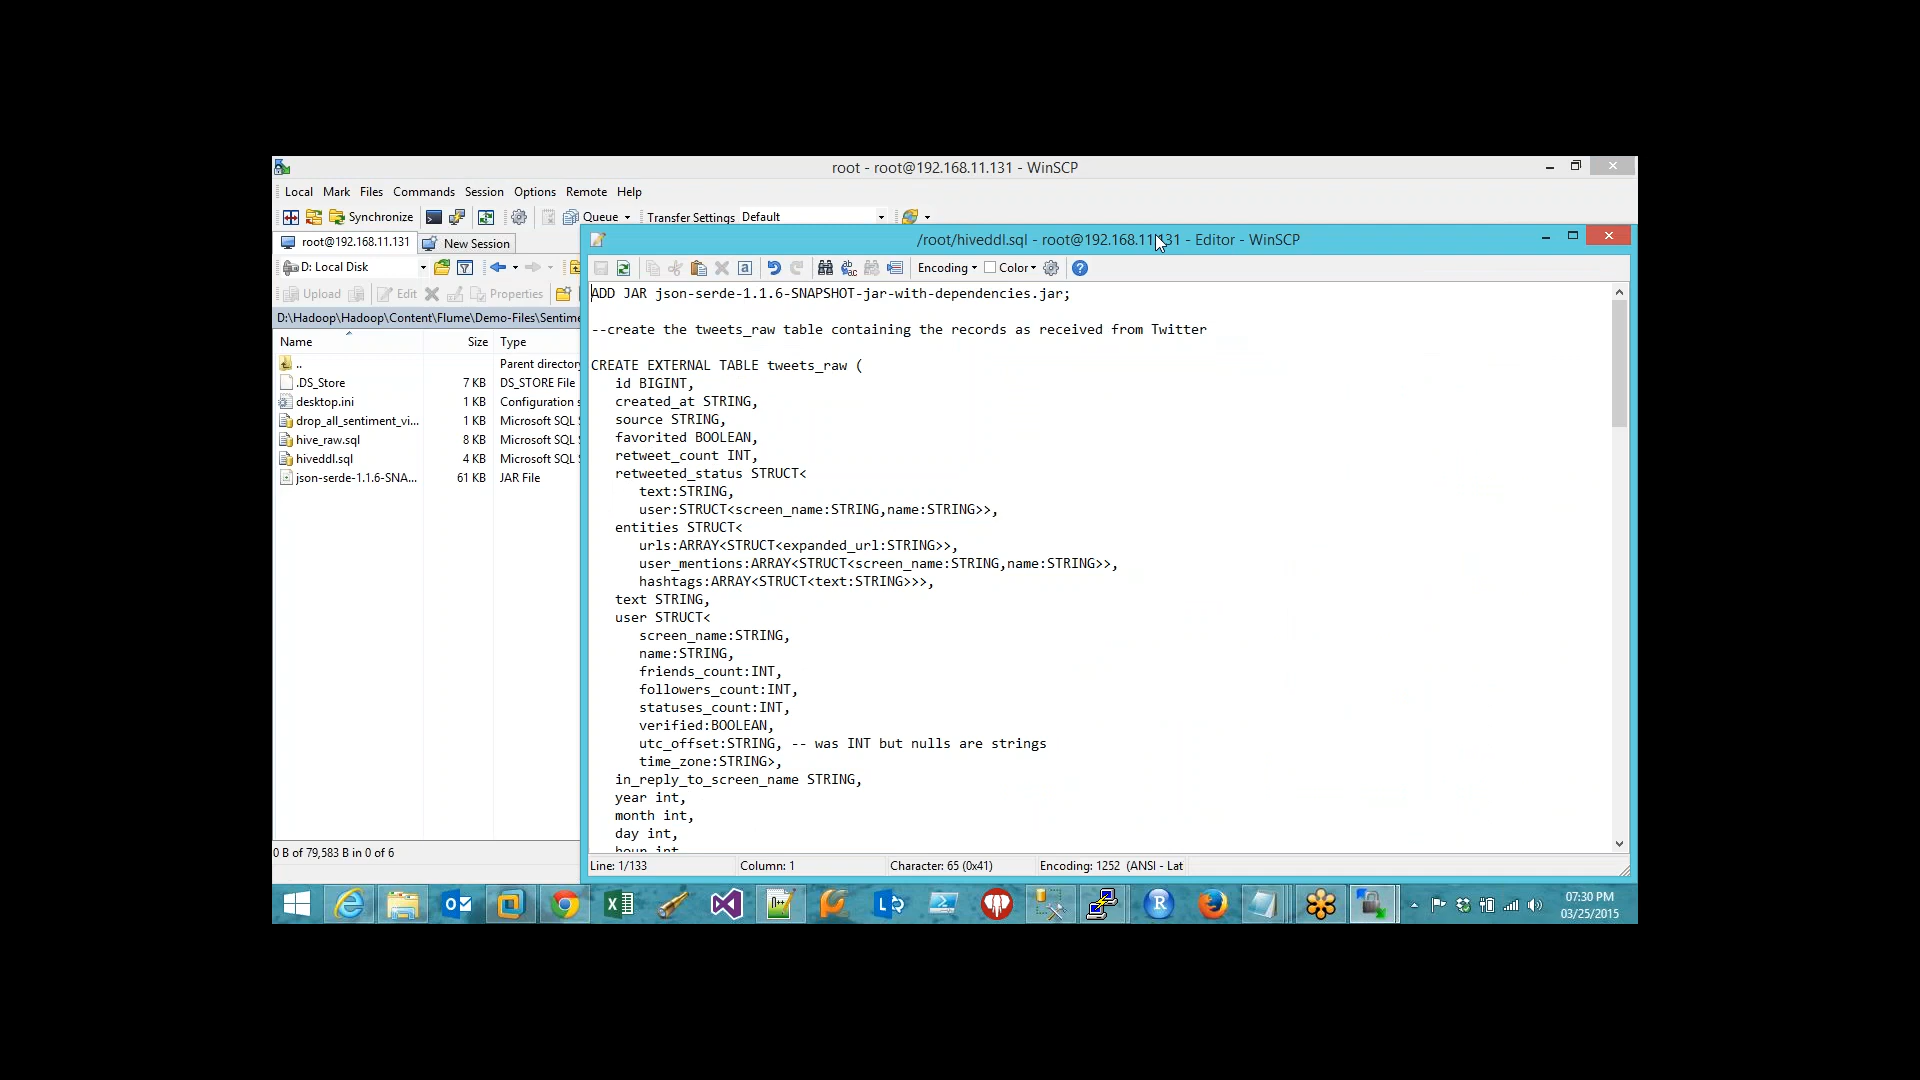 root - root@192.168.11.131 - WinSCP
Local Mark Files Commands Session Options Remote Help
Synchronize Queue Transfer Settings Default
root@192.168.11.131 New Session
/root/hiveddl.sql - root@192.168.11.131 - Editor - WinSCP
D: Local Disk
Encoding Color
Upload Edit Properties
D:\Hadoop\Hadoop\Content\Flume\Demo-Files\Sentime
Name Size Type
.. Parent directory
.DS_Store 7 KB DS_STORE File
desktop.ini 1 KB Configuration s
drop_all_sentiment_vi... 1 KB Microsoft SQL S
hive_raw.sql 8 KB Microsoft SQL S
hiveddl.sql 4 KB Microsoft SQL S
json-serde-1.1.6-SNA... 61 KB JAR File
ADD JAR json-serde-1.1.6-SNAPSHOT-jar-with-dependencies.jar;
--create the tweets_raw table containing the records as received from Twitter
CREATE EXTERNAL TABLE tweets_raw (
id BIGINT,
created_at STRING,
source STRING,
favorited BOOLEAN,
retweet_count INT,
retweeted_status STRUCT<
text:STRING,
user:STRUCT<screen_name:STRING,name:STRING>>,
entities STRUCT<
urls:ARRAY<STRUCT<expanded_url:STRING>>,
user_mentions:ARRAY<STRUCT<screen_name:STRING,name:STRING>>,
hashtags:ARRAY<STRUCT<text:STRING>>>,
text STRING,
user STRUCT<
screen_name:STRING,
name:STRING,
friends_count:INT,
followers_count:INT,
statuses_count:INT,
verified:BOOLEAN,
utc_offset:STRING, -- was INT but nulls are strings
time_zone:STRING>,
in_reply_to_screen_name STRING,
year int,
month int,
day int,
hour int
0 B of 79,583 B in 0 of 6
Line: 1/133 Column: 1 Character: 65 (0x41) Encoding: 1252 (ANSI - Lat
07:30 PM
03/25/2015